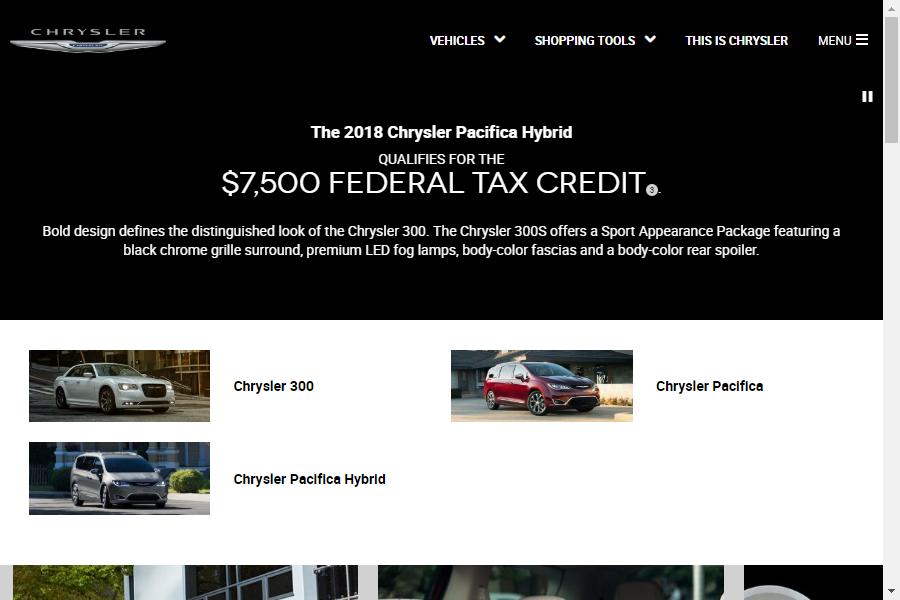 CHRYSLER
VEHICLES
SHOPPING TOOLS
THIS IS CHRYSLER
MENU
The 2018 Chrysler Pacifica Hybrid
QUALIFIES FOR THE
$7,500 FEDERAL TAX CREDIT3.
Bold design defines the distinguished look of the Chrysler 300. The Chrysler 300S offers a Sport Appearance Package featuring a
black chrome grille surround, premium LED fog lamps, body-color fascias and a body-color rear spoiler.
Chrysler 300
Chrysler Pacifica
Chrysler Pacifica Hybrid